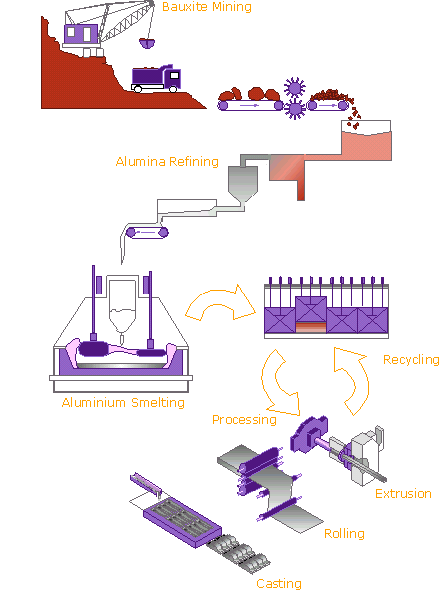 Bauxite Mining
Alumina Refining
Aluminium Smelting
Recycling
Processing
Extrusion
Rolling
Casting